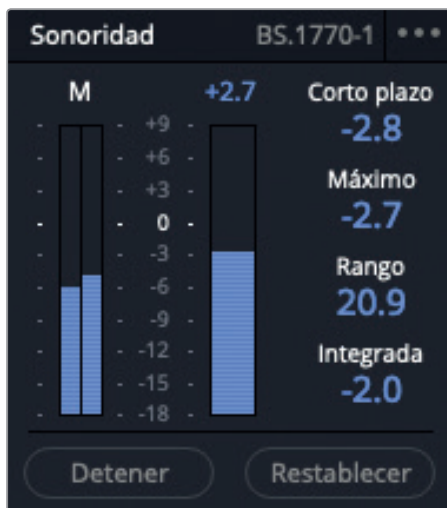 Sonoridad BS.1770-1 •••
M +2.7 Corto plazo
-2.8
Máximo
-2.7
Rango
20.9
Integrada
-2.0
+9
+6
+3
0
-3
-6
-9
-12
-15
-18
Detener Restablecer